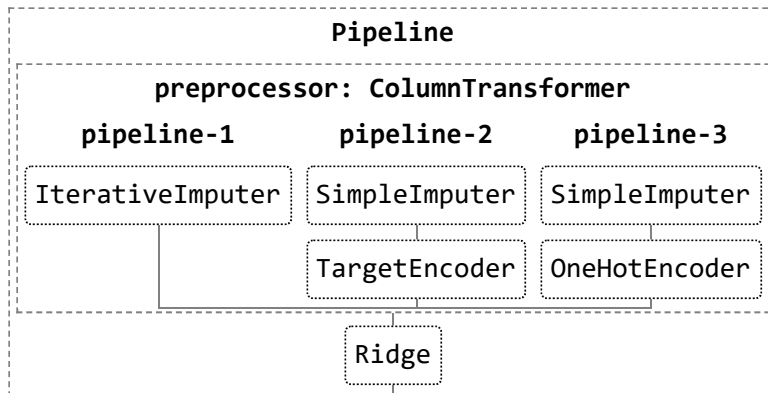 Pipeline
preprocessor: ColumnTransformer
pipeline-1 pipeline-2 pipeline-3
IterativeImputer SimpleImputer SimpleImputer
TargetEncoder OneHotEncoder
Ridge